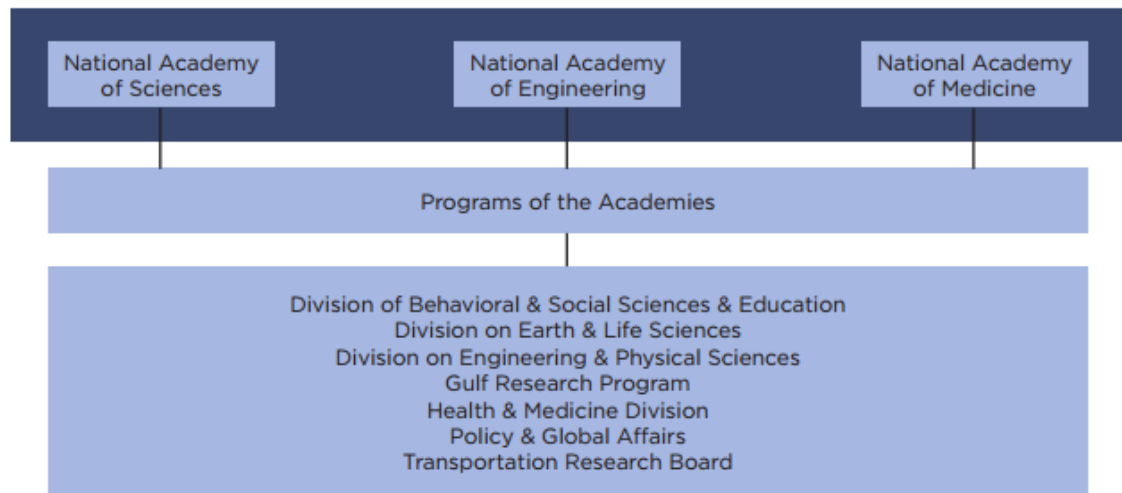 National Academy
of Sciences
National Academy
of Engineering
National Academy
of Medicine
Programs of the Academies
Division of Behavioral & Social Sciences & Education
Division on Earth & Life Sciences
Division on Engineering & Physical Sciences
Gulf Research Program
Health & Medicine Division
Policy & Global Affairs
Transportation Research Board